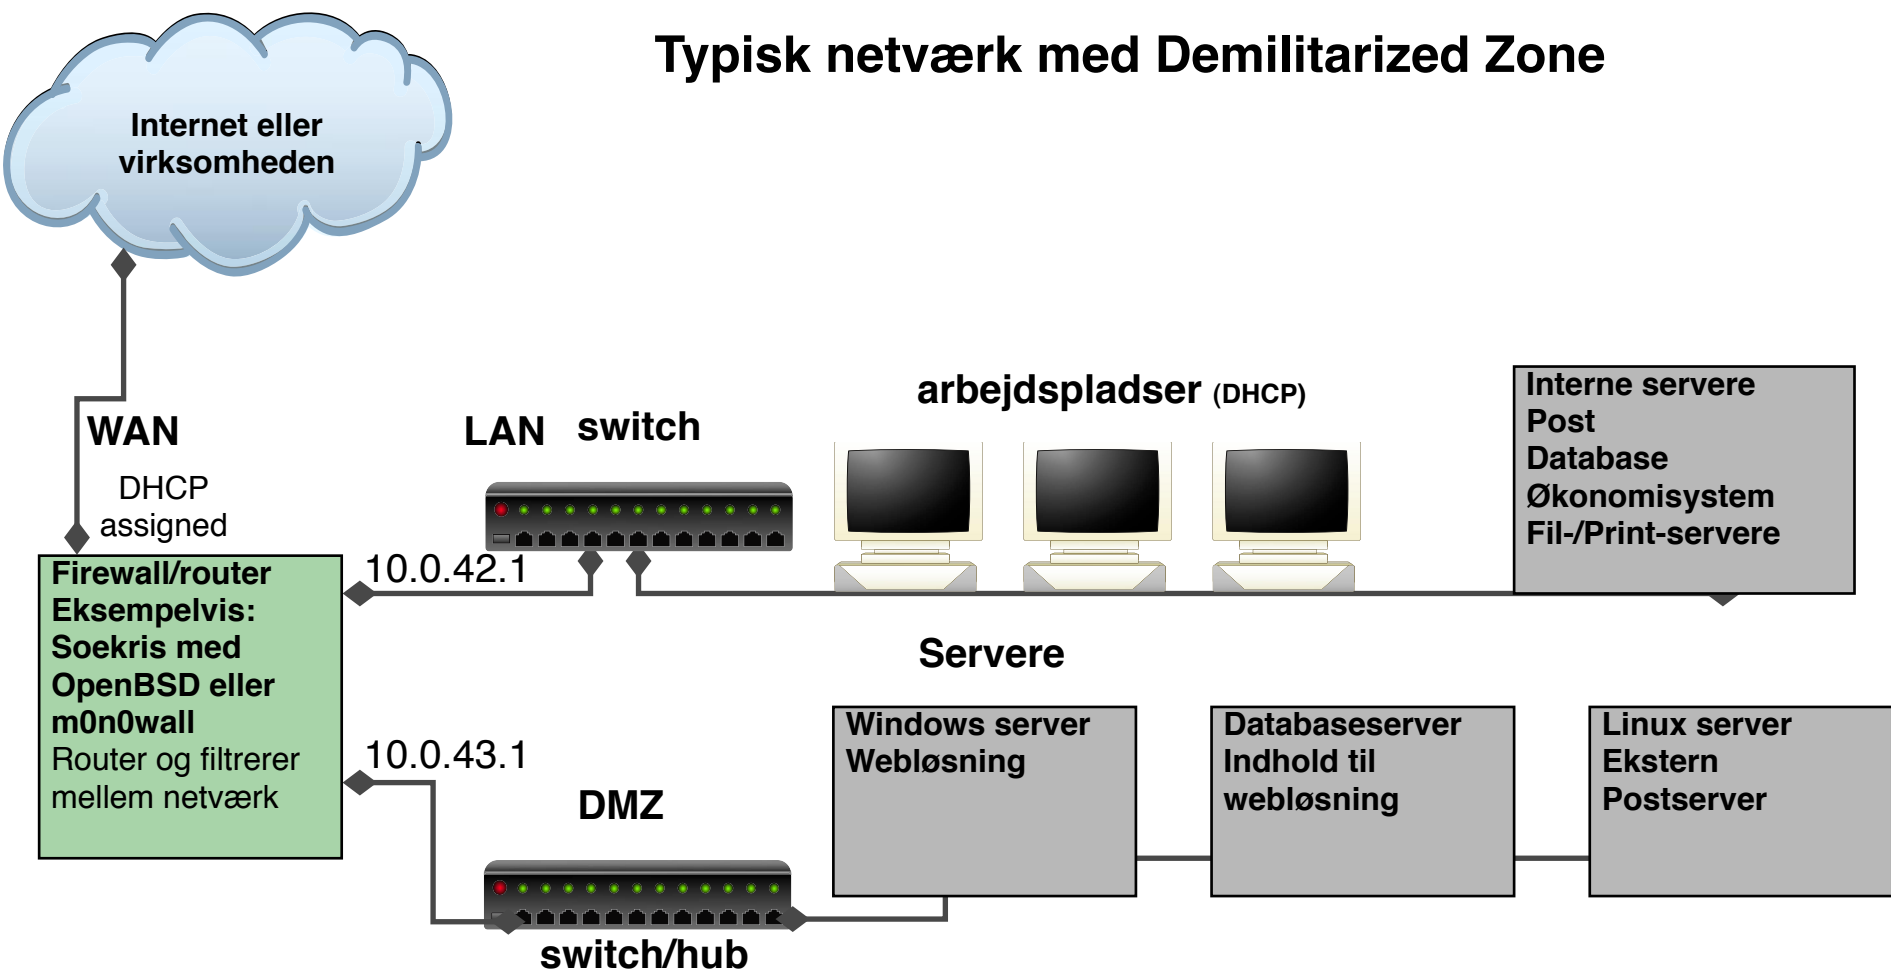 Typisk netværk med Demilitarized Zone
Internet eller
virksomheden
WAN
DHCP
assigned
LAN
switch
arbejdspladser (DHCP)
Interne servere
Post
Database
Økonomisystem
Fil-/Print-servere
10.0.42.1
Firewall/router
Eksempelvis:
Soekris med
OpenBSD eller
m0n0wall
Router og filtrerer
mellem netværk
10.0.43.1
DMZ
switch/hub
Servere
Windows server
Webløsning
Databaseserver
Indhold til
webløsning
Linux server
Ekstern
Postserver